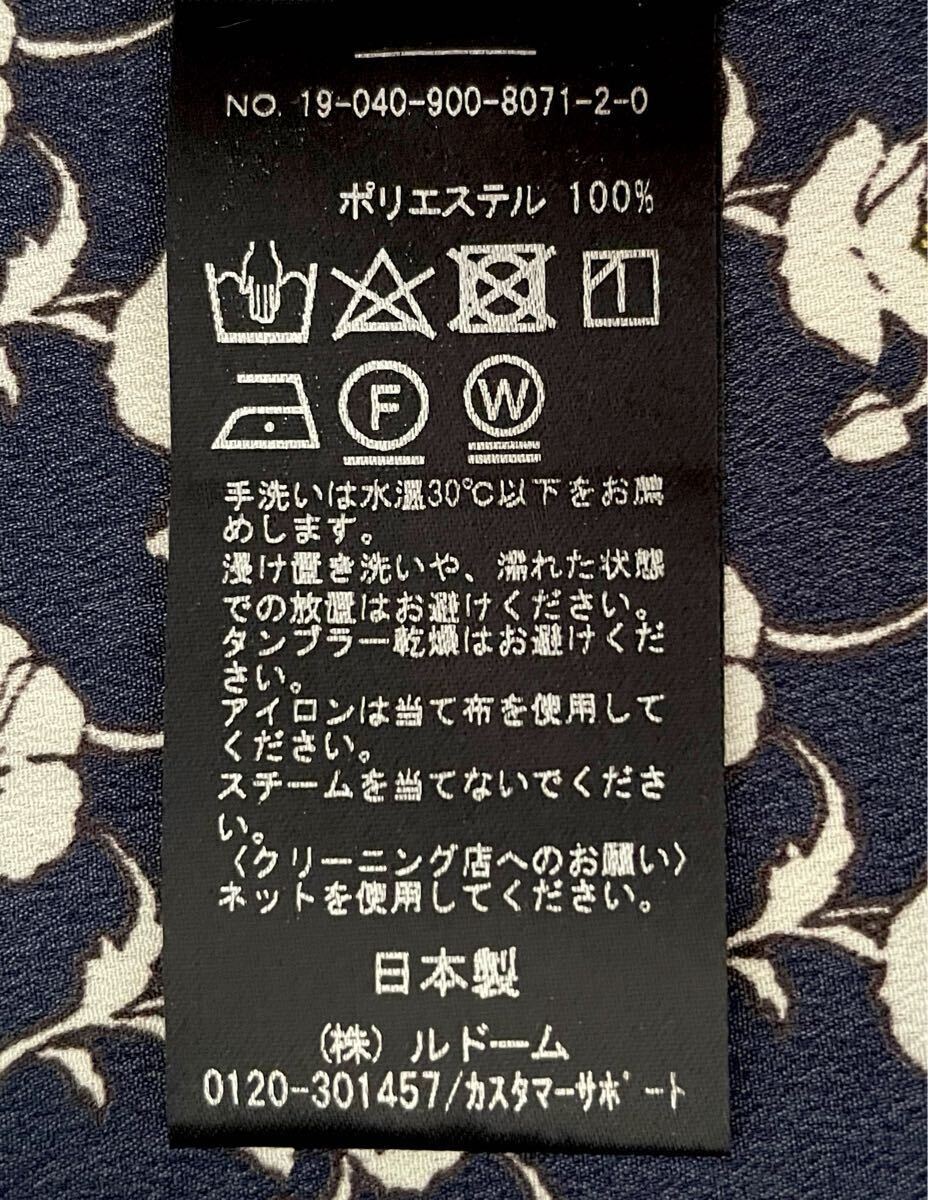 NO. 19-040-900-8071-2-0
ポリエステル 100%
F W
手洗いは水温30℃以下をお薦
めします。
浸け置き洗いや、濡れた状態
での放置はお避けください。
タンブラー乾燥はお避けくだ
さい。
アイロンは当て布を使用して
ください。
スチームを当てないでくださ
い。
〈クリーニング店へのお願い〉
ネットを使用してください。
日本製
(株) ルドーム
0120-301457/カスタマーサポート